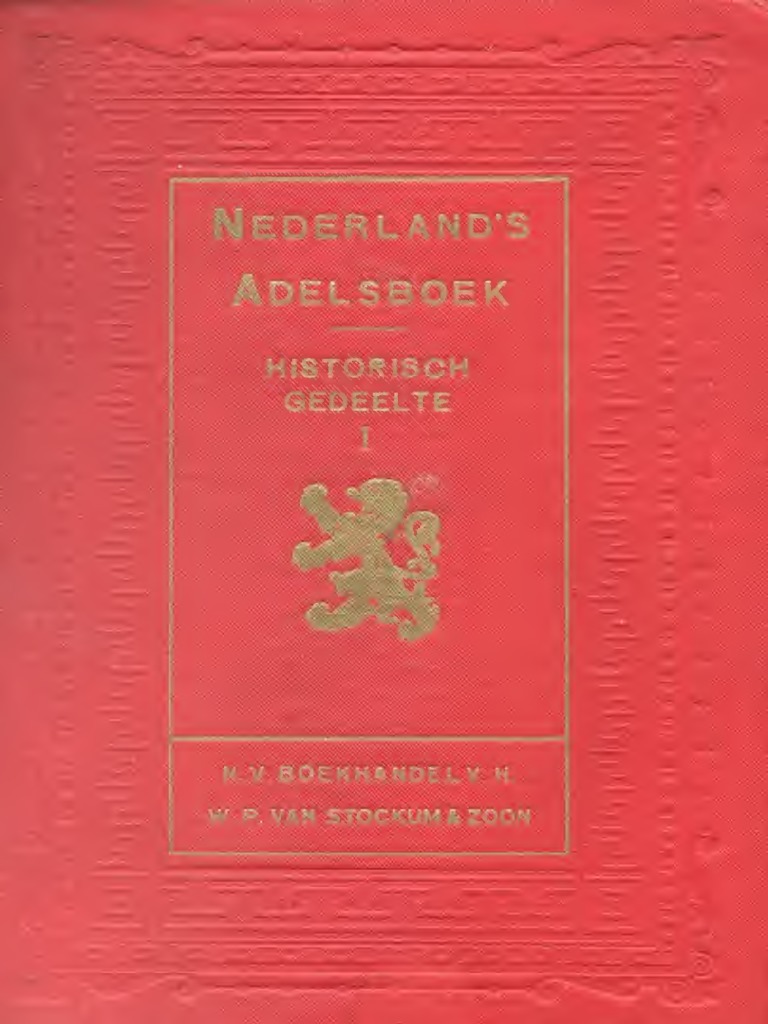 NEDERLAND'S
ADELSBOEK
HISTORISCH
GEDEELTE
I
N. V. BOEKHANDEL V. H.
W. P. VAN STOCKUM & ZOON